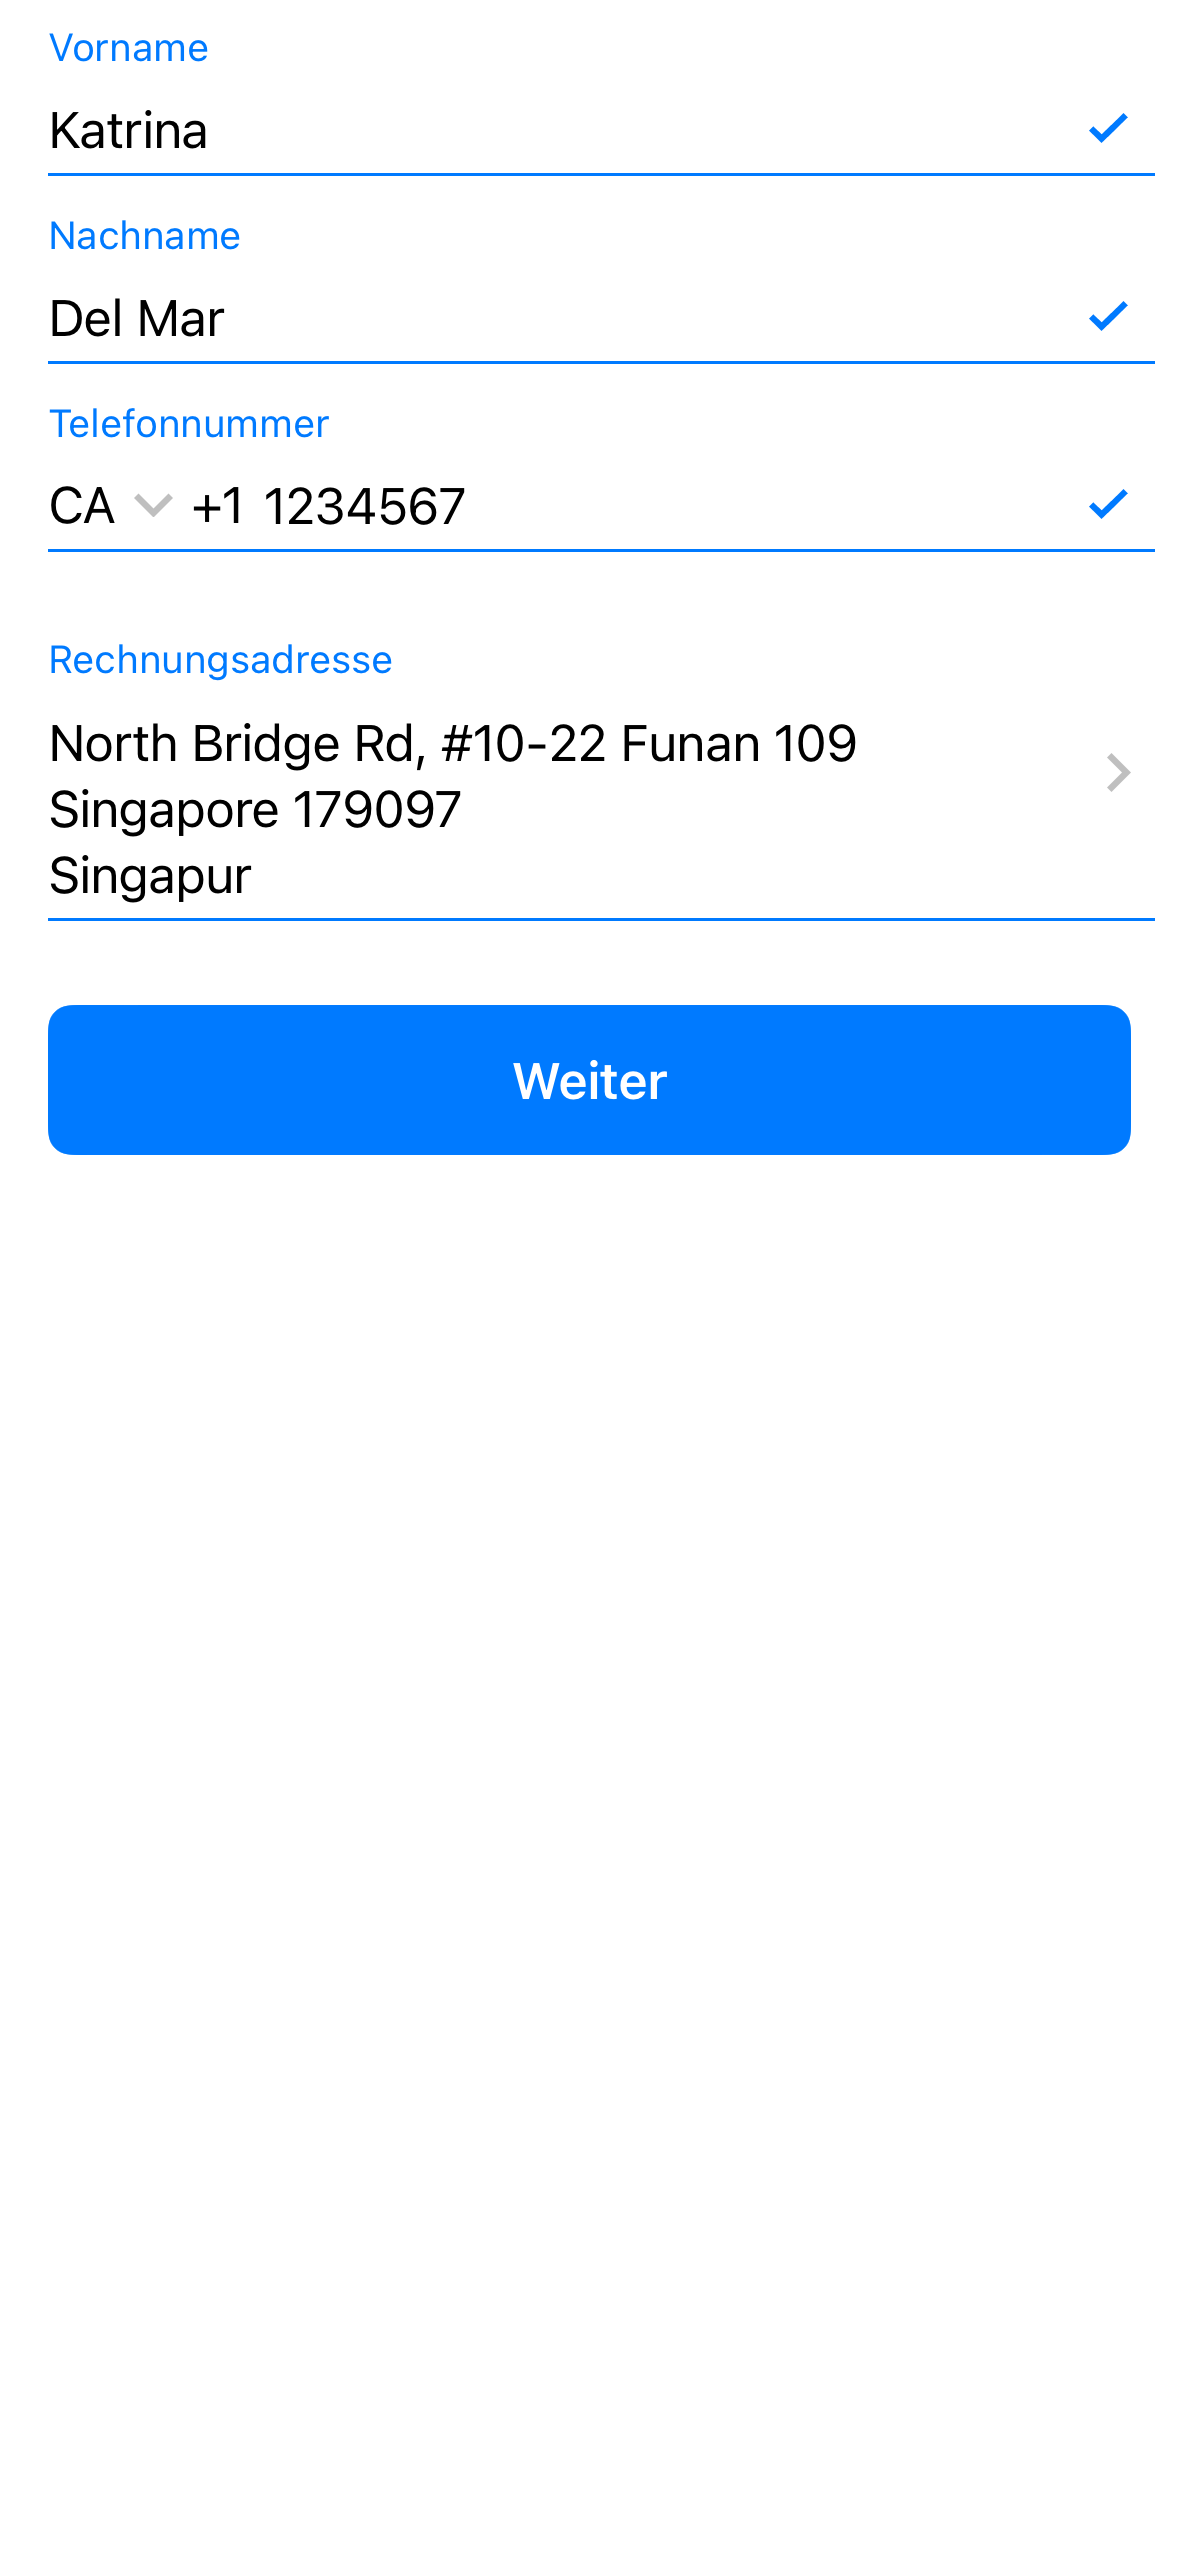 Vorname
Katrina
Nachname
Del Mar
Telefonnummer
CA +1 1234567
Rechnungsadresse
North Bridge Rd, #10-22 Funan 109
Singapore 179097
Singapur
Weiter